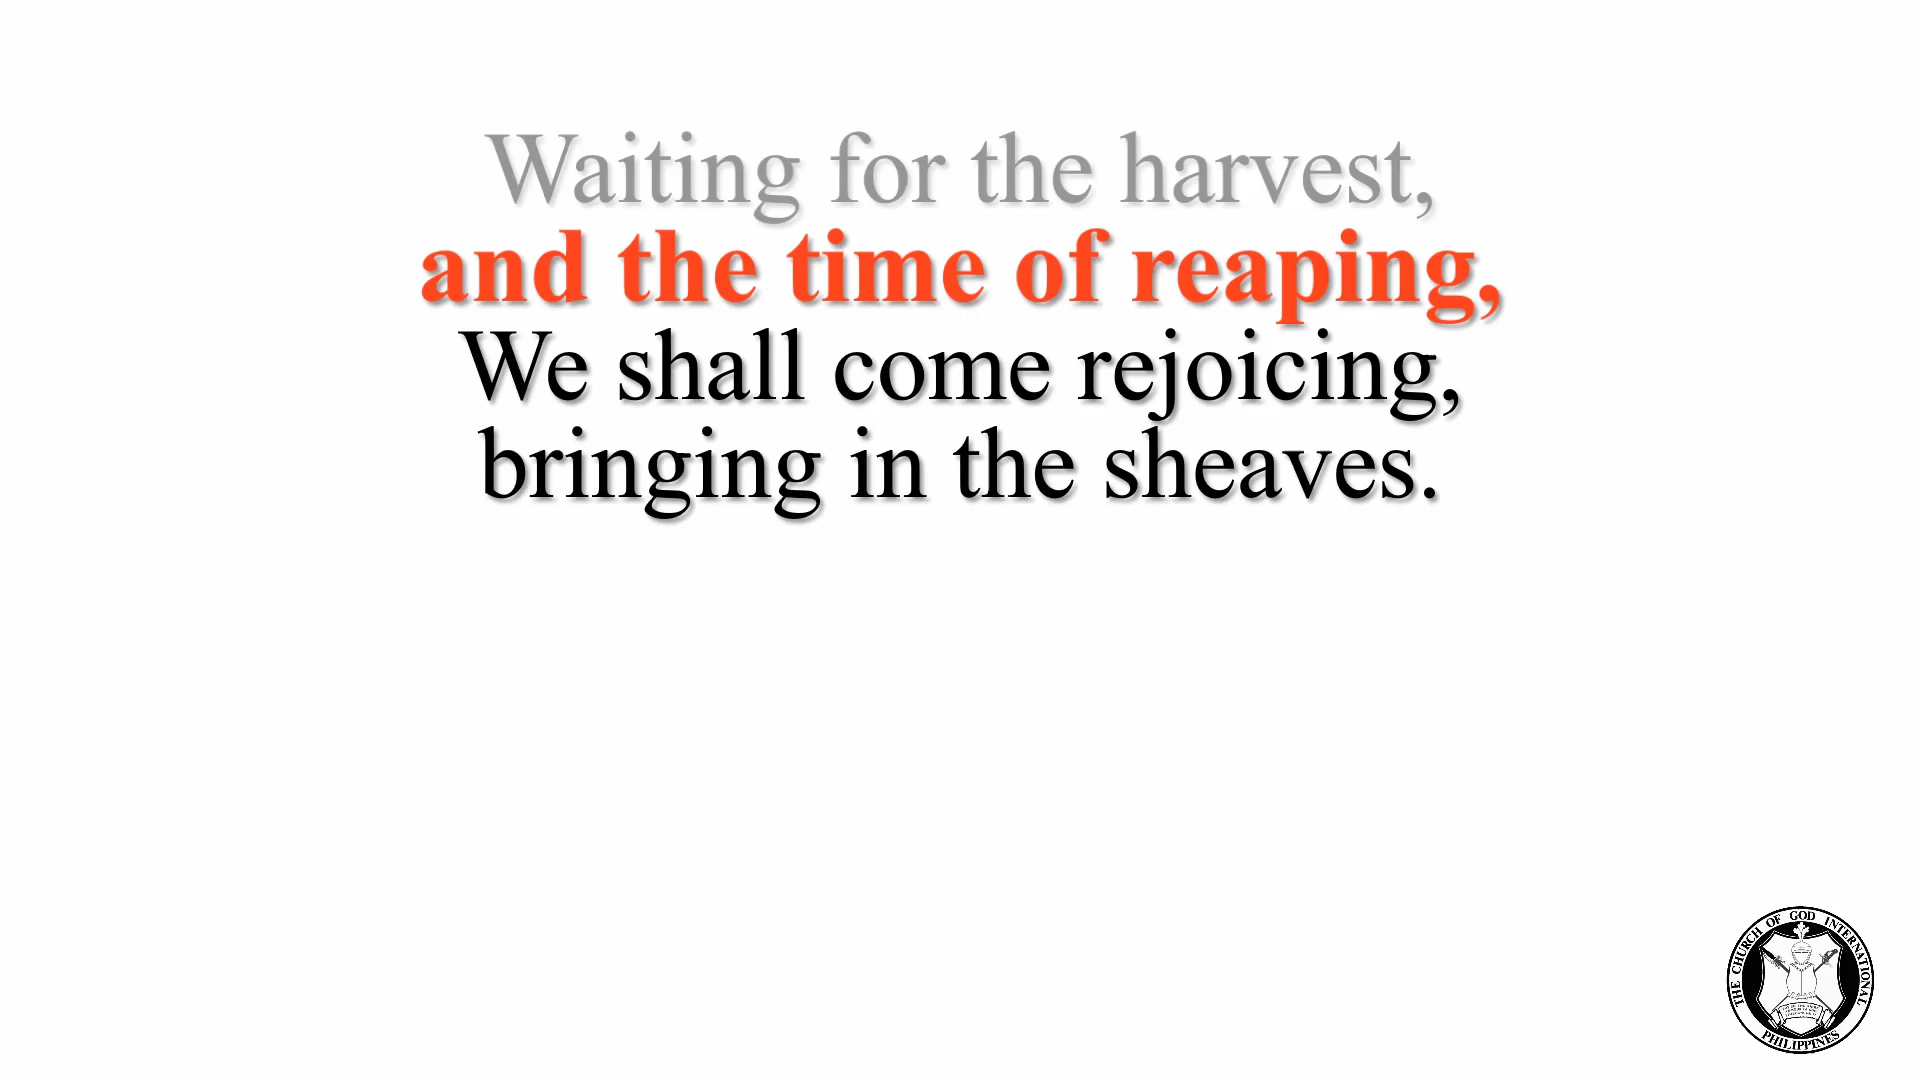 Waiting for the harvest,
and the time of reaping,
We shall come rejoicing,
bringing in the sheaves.
THE CHURCH OF GOD INTERNATIONAL
PHILIPPINES